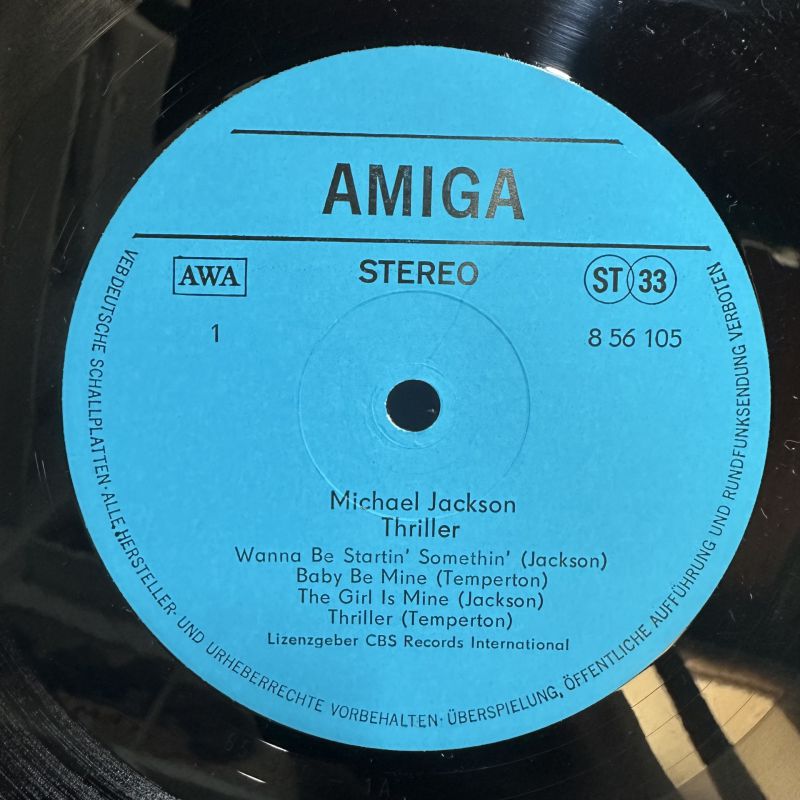 AMIGA
AWA
STEREO
ST 33
1
8 56 105
Michael Jackson
Thriller
Wanna Be Startin' Somethin' (Jackson)
Baby Be Mine (Temperton)
The Girl Is Mine (Jackson)
Thriller (Temperton)
Lizenzgeber CBS Records International
VEB DEUTSCHE SCHALLPLATTEN · ALLE HERSTELLER- UND URHEBERRECHTE VORBEHALTEN · ÜBERSPIELUNG, ÖFFENTLICHE AUFFÜHRUNG UND RUNDFUNKSENDUNG VERBOTEN